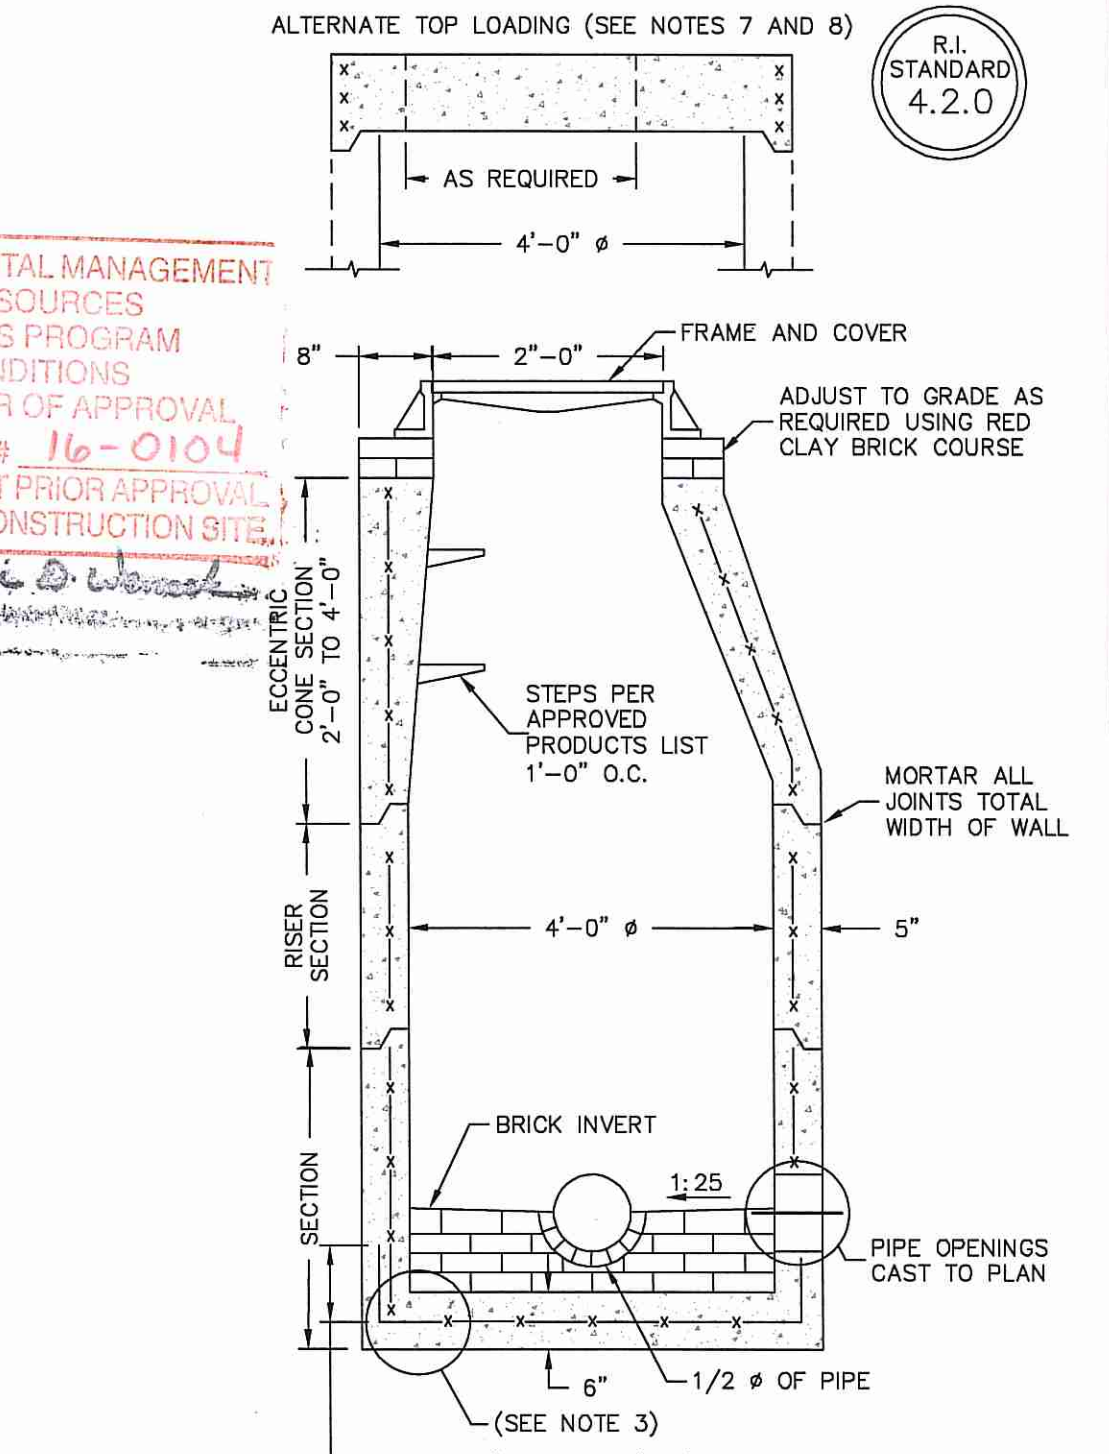 ALTERNATE TOP LOADING (SEE NOTES 7 AND 8)
R.I.
STANDARD
4.2.0
AS REQUIRED
4'-0" ø
TAL MANAGEMENT
SOURCES
S PROGRAM
NDITIONS
R OF APPROVAL
# 16-0104
T PRIOR APPROVAL
ONSTRUCTION SITE
8"
2"-0"
FRAME AND COVER
ADJUST TO GRADE AS
REQUIRED USING RED
CLAY BRICK COURSE
ECCENTRIC
CONE SECTION
2'-0" TO 4'-0"
STEPS PER
APPROVED
PRODUCTS LIST
1'-0" O.C.
MORTAR ALL
JOINTS TOTAL
WIDTH OF WALL
RISER
SECTION
4'-0" ø
5"
BRICK INVERT
1:25
SECTION
PIPE OPENINGS
CAST TO PLAN
6"
1/2 ø OF PIPE
(SEE NOTE 3)